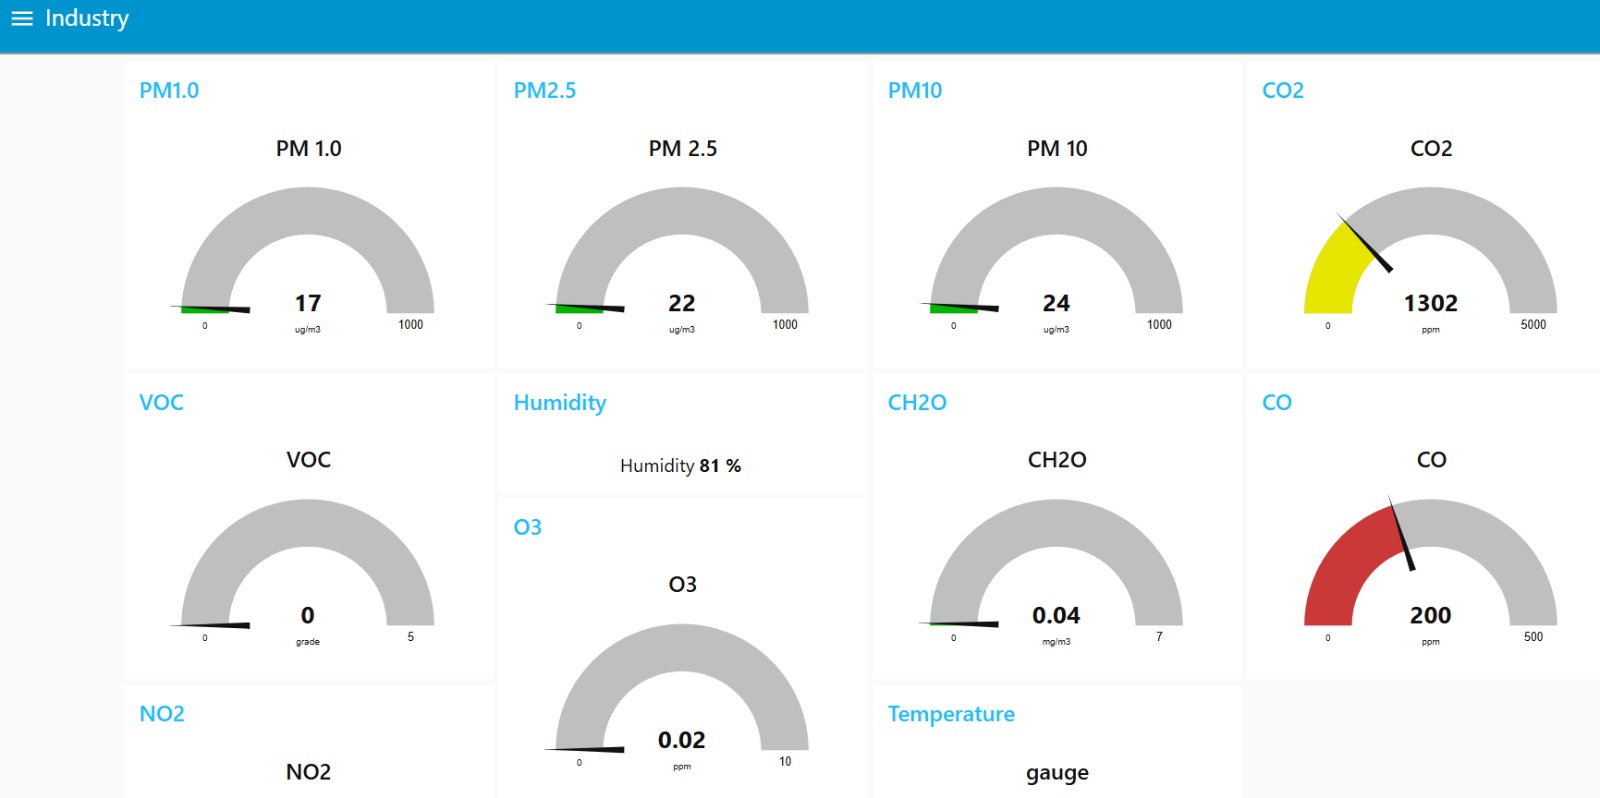 Industry
PM1.0
PM 1.0
17
ug/m3
0
1000
PM2.5
PM 2.5
22
ug/m3
0
1000
PM10
PM 10
24
ug/m3
0
1000
CO2
CO2
1302
ppm
0
5000
VOC
VOC
0
grade
0
5
Humidity
Humidity 81 %
O3
O3
0.02
ppm
0
10
CH2O
CH2O
0.04
mg/m3
0
7
CO
CO
200
ppm
0
500
NO2
NO2
Temperature
gauge